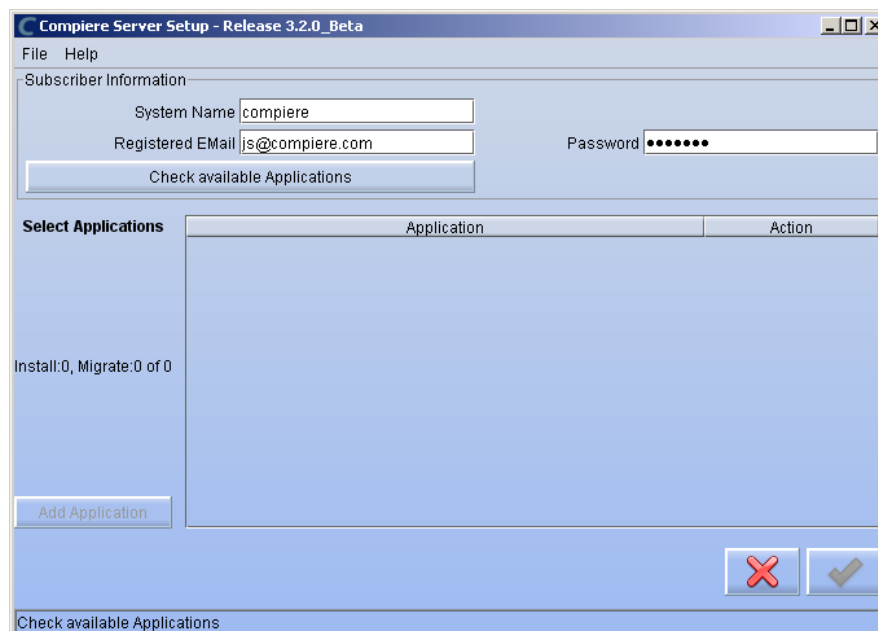 Compiere Server Setup - Release 3.2.0_Beta
File Help
Subscriber Information
System Name compiere
Registered EMail js@compiere.com Password •••••••
Check available Applications
Select Applications Application Action
Install:0, Migrate:0 of 0
Add Application
Check available Applications